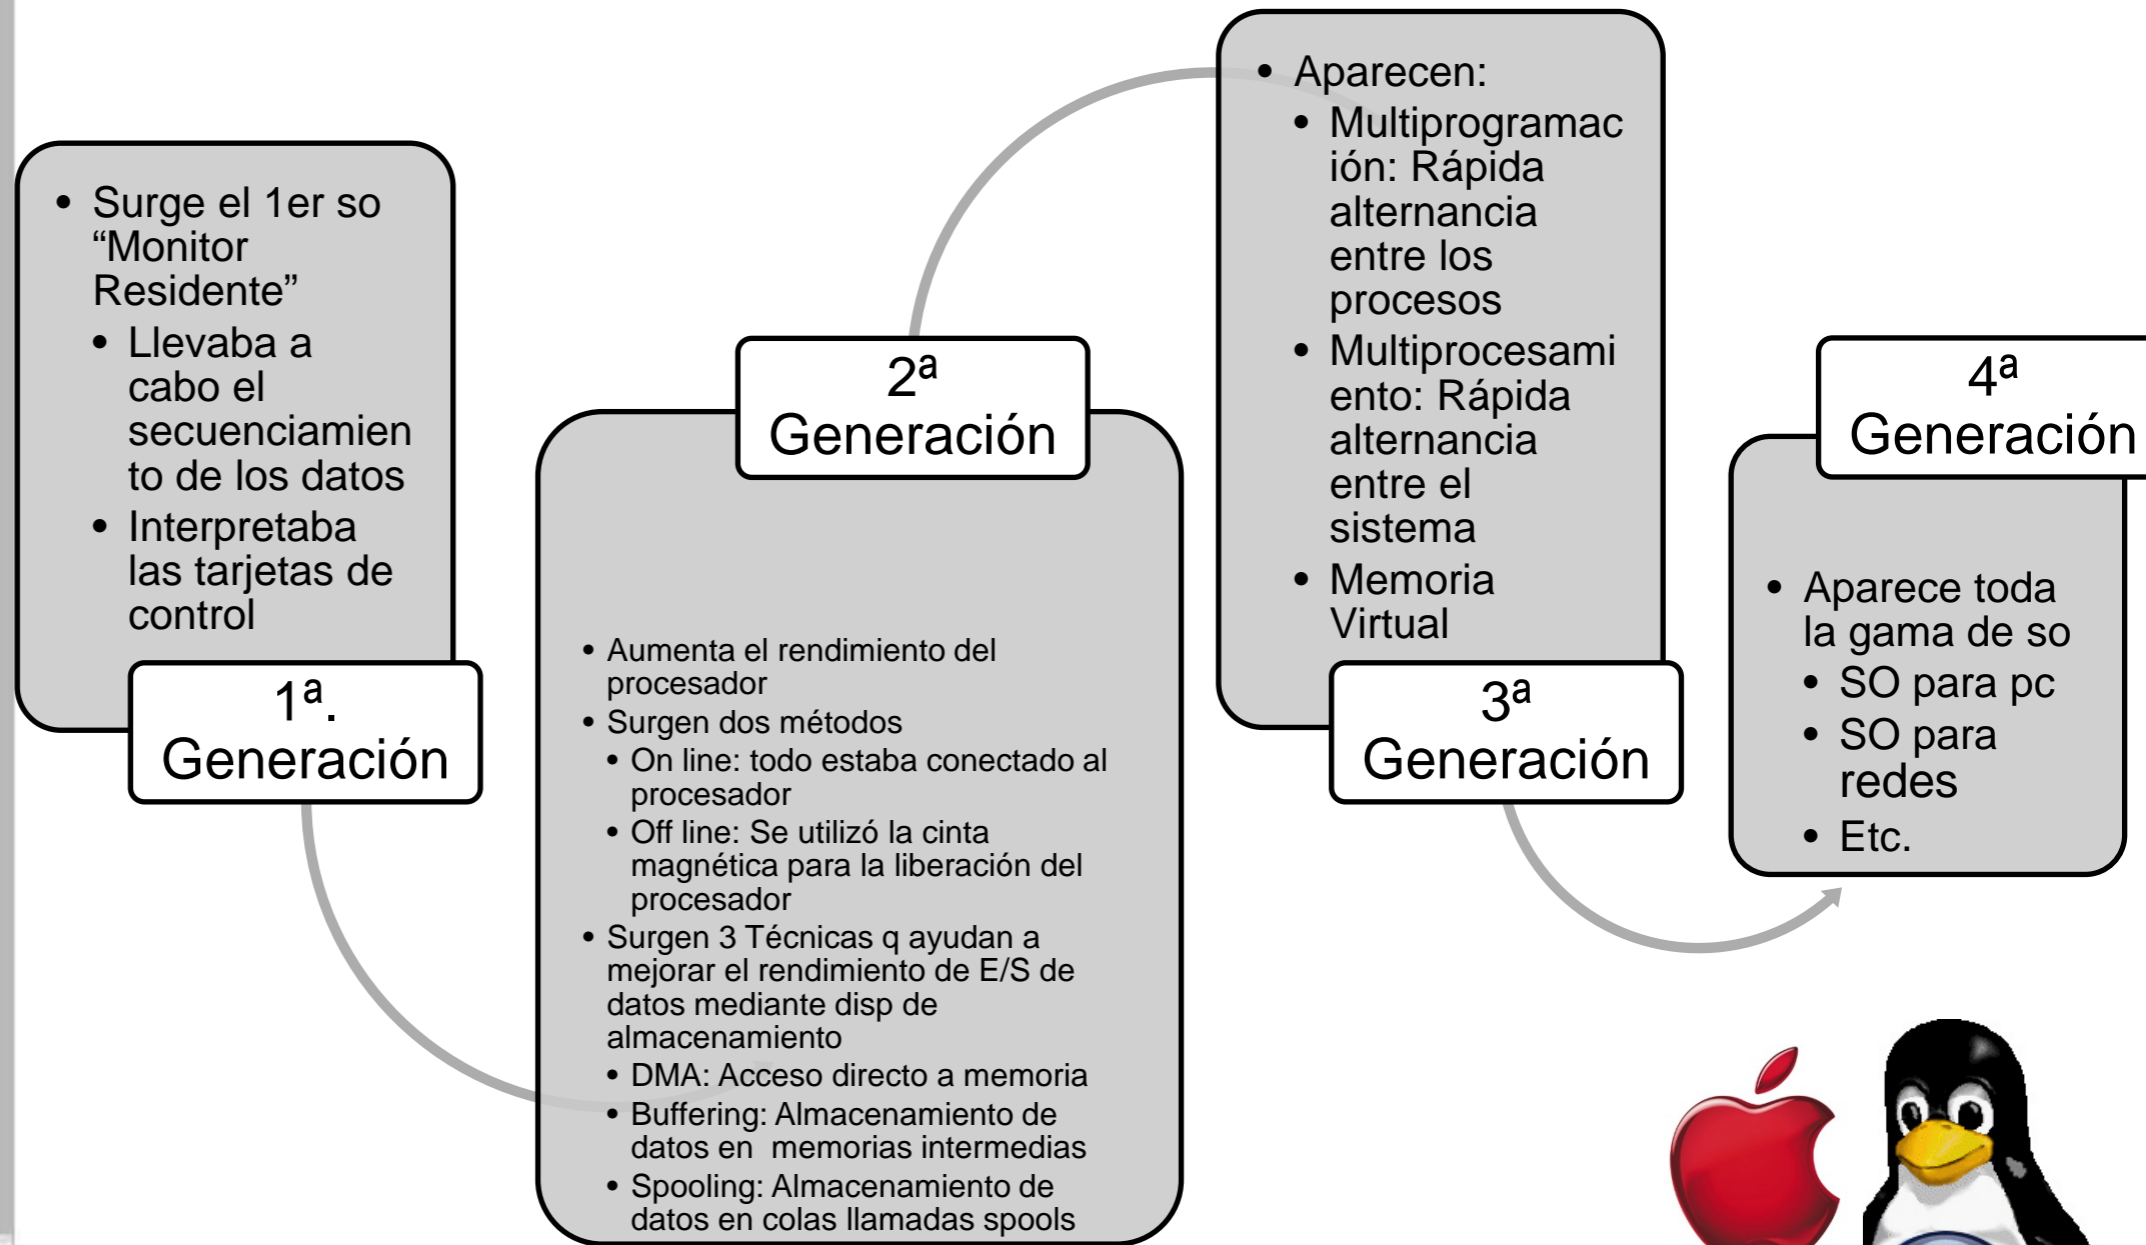 • Surge el 1er so
“Monitor
Residente”
• Llevaba a
cabo el
secuenciamien
to de los datos
• Interpretaba
las tarjetas de
control
1ª.
Generación
2ª
Generación
• Aumenta el rendimiento del
procesador
• Surgen dos métodos
• On line: todo estaba conectado al
procesador
• Off line: Se utilizó la cinta
magnética para la liberación del
procesador
• Surgen 3 Técnicas q ayudan a
mejorar el rendimiento de E/S de
datos mediante disp de
almacenamiento
• DMA: Acceso directo a memoria
• Buffering: Almacenamiento de
datos en  memorias intermedias
• Spooling: Almacenamiento de
datos en colas llamadas spools
• Aparecen:
• Multiprogramac
ión: Rápida
alternancia
entre los
procesos
• Multiprocesami
ento: Rápida
alternancia
entre el
sistema
• Memoria
Virtual
3ª
Generación
4ª
Generación
• Aparece toda
la gama de so
• SO para pc
• SO para
redes
• Etc.